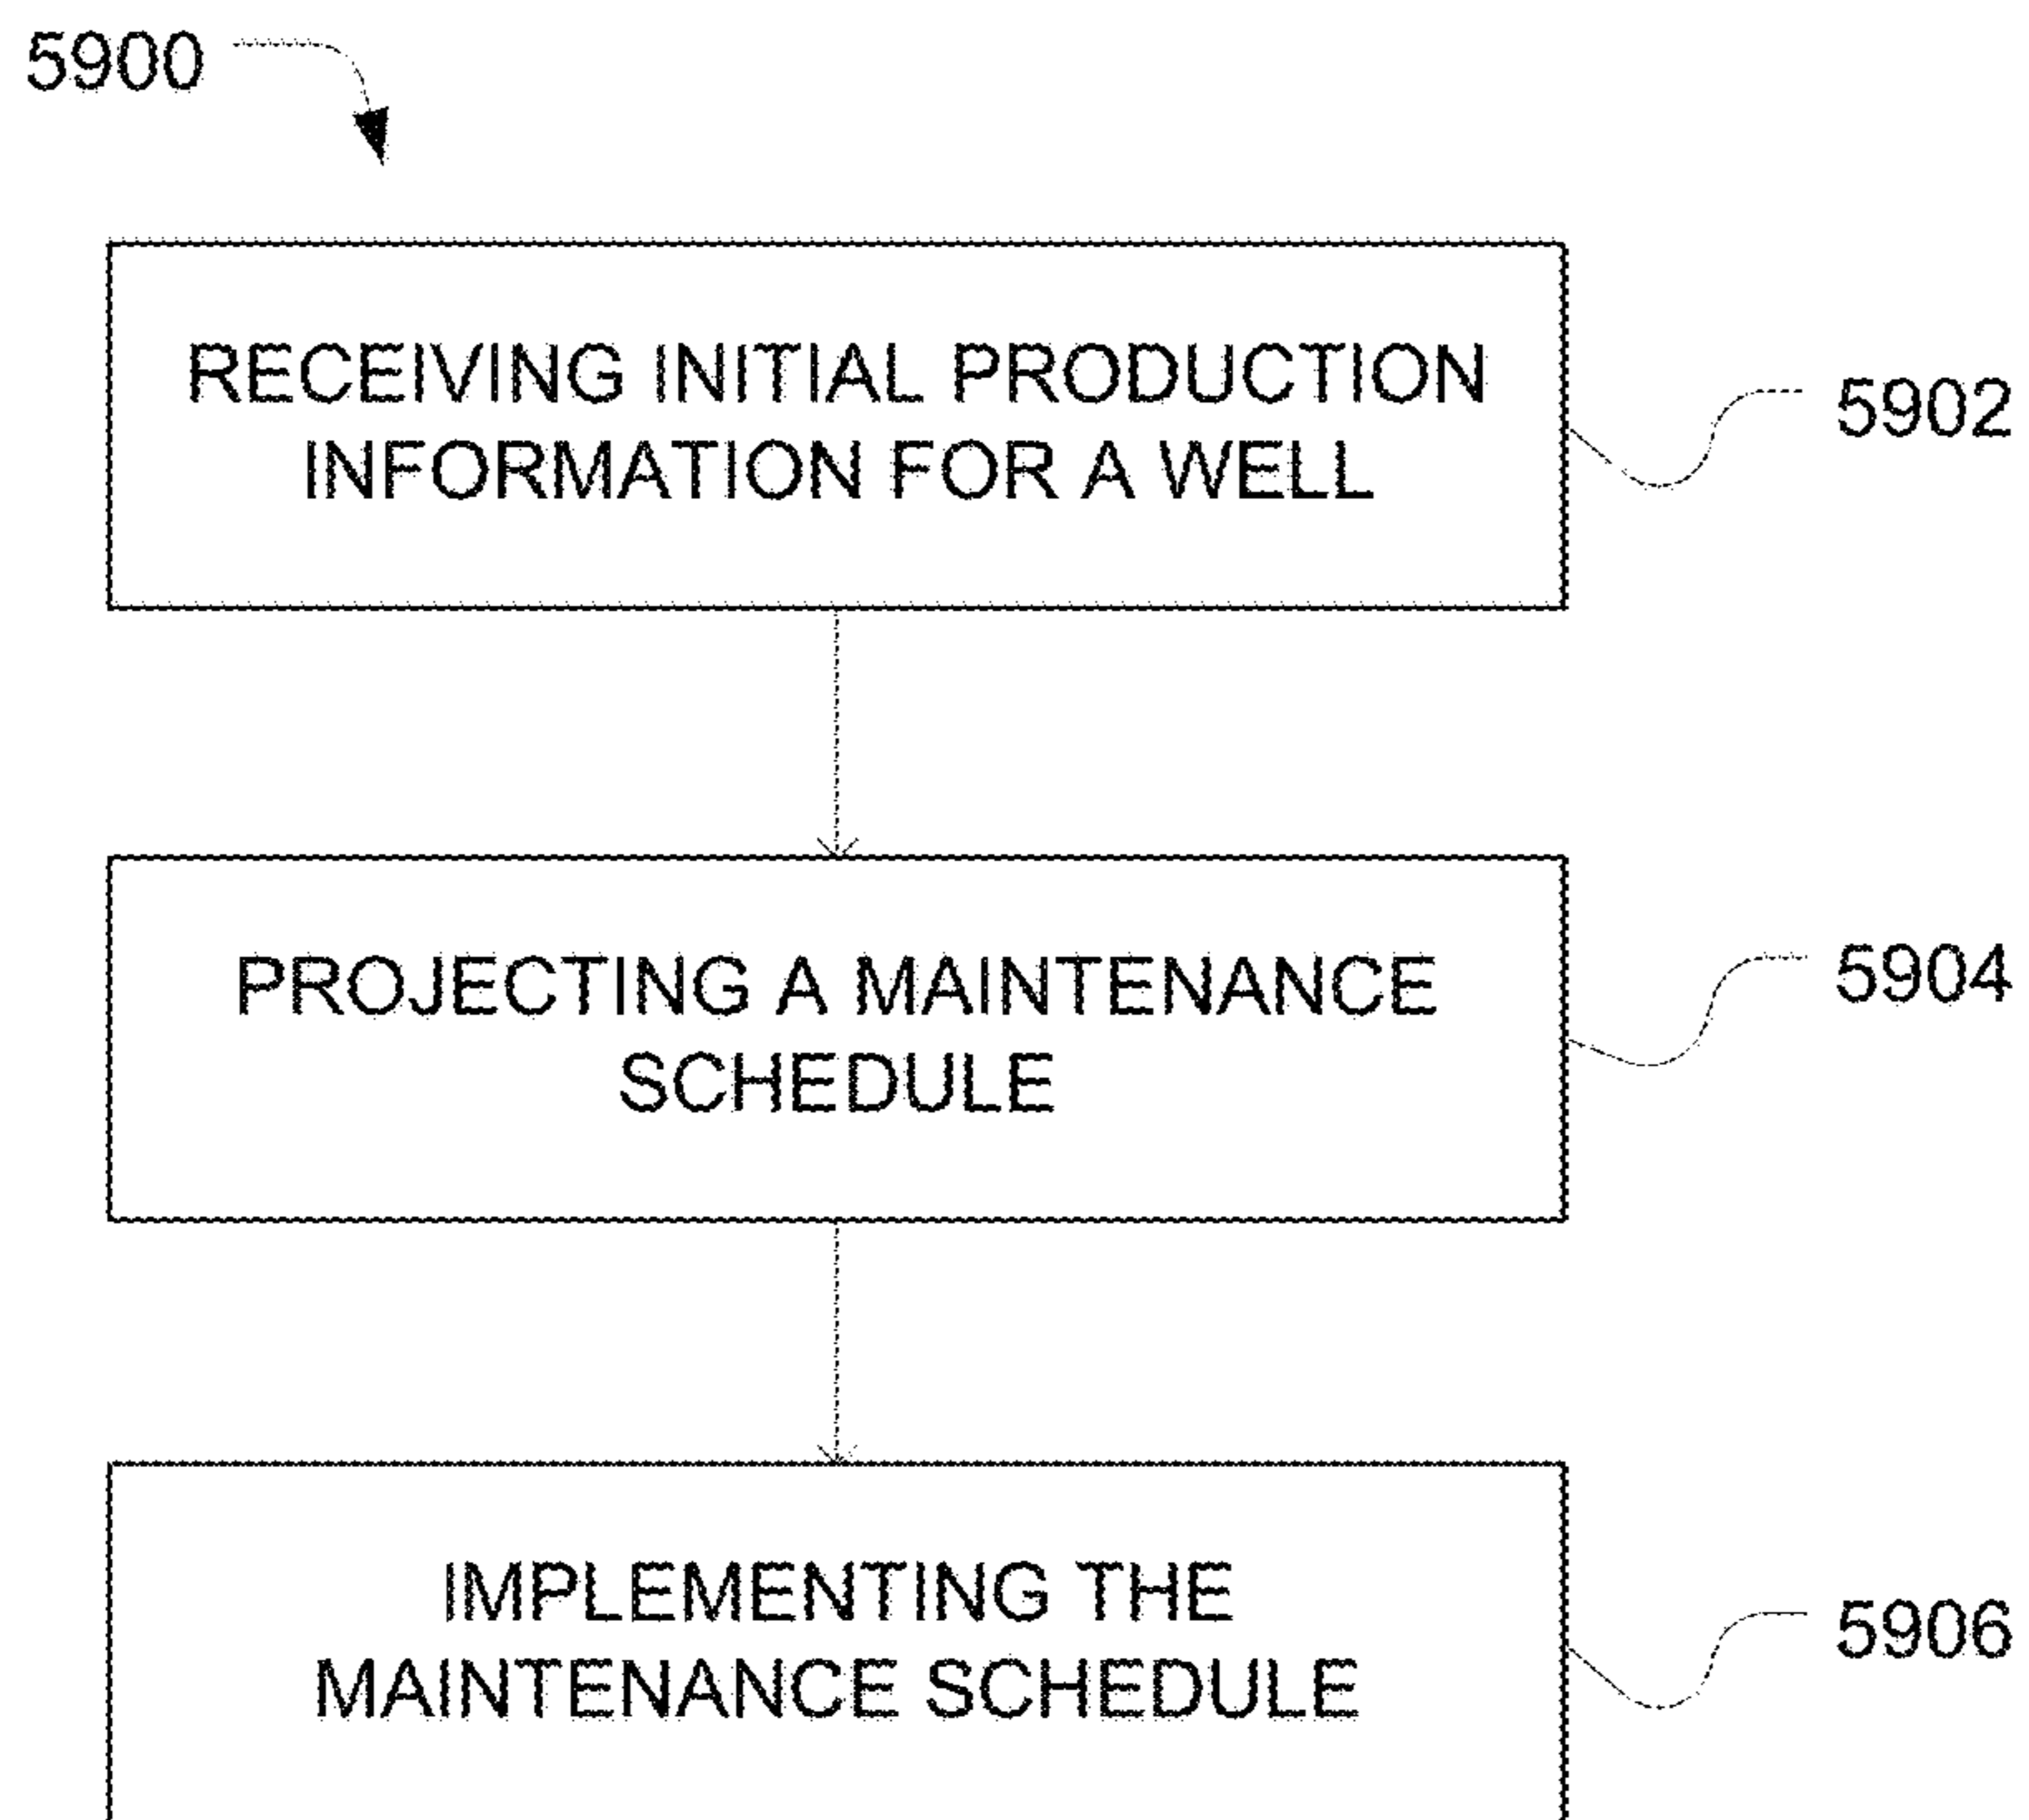 5900
RECEIVING INITIAL PRODUCTION
INFORMATION FOR A WELL
5902
PROJECTING A MAINTENANCE
SCHEDULE
5904
IMPLEMENTING THE
MAINTENANCE SCHEDULE
5906